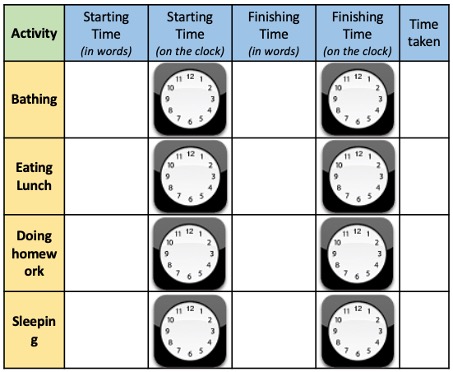 Activity
Starting
Time
(in words)
Starting
Time
(on the clock)
Finishing
Time
(in words)
Finishing
Time
(on the clock)
Time
taken
Bathing
11 12 1
10 2
9 3
8 4
7 6 5
11 12 1
10 2
9 3
8 4
7 6 5
Eating
Lunch
11 12 1
10 2
9 3
8 4
7 6 5
11 12 1
10 2
9 3
8 4
7 6 5
Doing
homew
ork
11 12 1
10 2
9 3
8 4
7 6 5
11 12 1
10 2
9 3
8 4
7 6 5
Sleepin
g
11 12 1
10 2
9 3
8 4
7 6 5
11 12 1
10 2
9 3
8 4
7 6 5